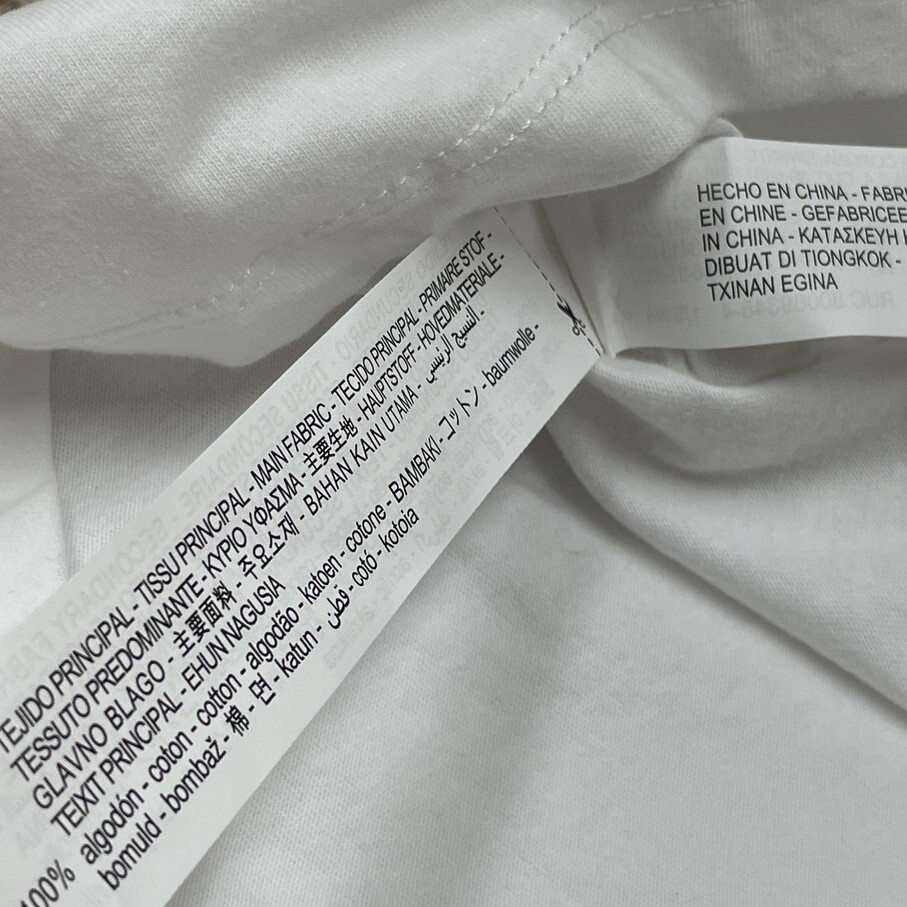 TEJIDO PRINCIPAL - TISSU PRINCIPAL - MAIN FABRIC - TECIDO PRINCIPAL - PRIMAIRE STOF -
TESSUTO PREDOMINANTE - ΚΥΡΙΟ ΥΦΑΣΜΑ - 主要生地 - HAUPTSTOFF - HOVEDMATERIALE -
GLAVNO BLAGO - 主要面料 - 주요소재 - BAHAN KAIN UTAMA - النسيج الرئيسي -
TEIXIT PRINCIPAL - EHUN NAGUSIA
100% algodón - coton - cotton - algodão - katoen - cotone - ΒΑΜΒΑΚΙ - コットン - baumwolle -
bomuld - bombaž - 棉 - 면 - katun - قطن - cotó - kotoia
HECHO EN CHINA - FABRI
EN CHINE - GEFABRICEE
IN CHINA - ΚΑΤΑΣΚΕΥΗ
DIBUAT DI TIONGKOK -
TXINAN EGINA